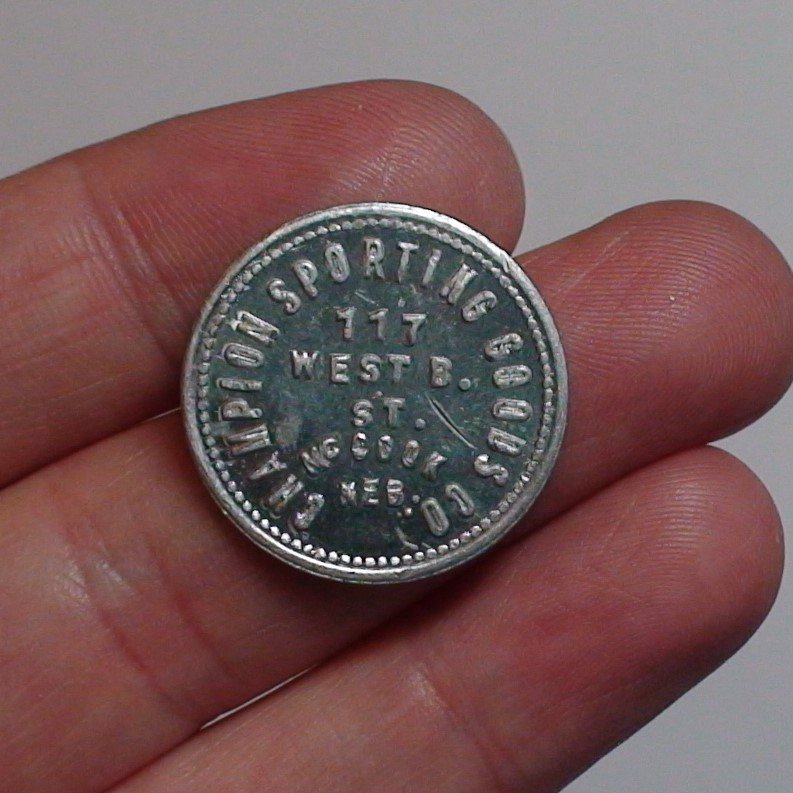 CHAMPION SPORTING GOODS CO
117
WEST B.
ST.
MCCOOK
NEB.